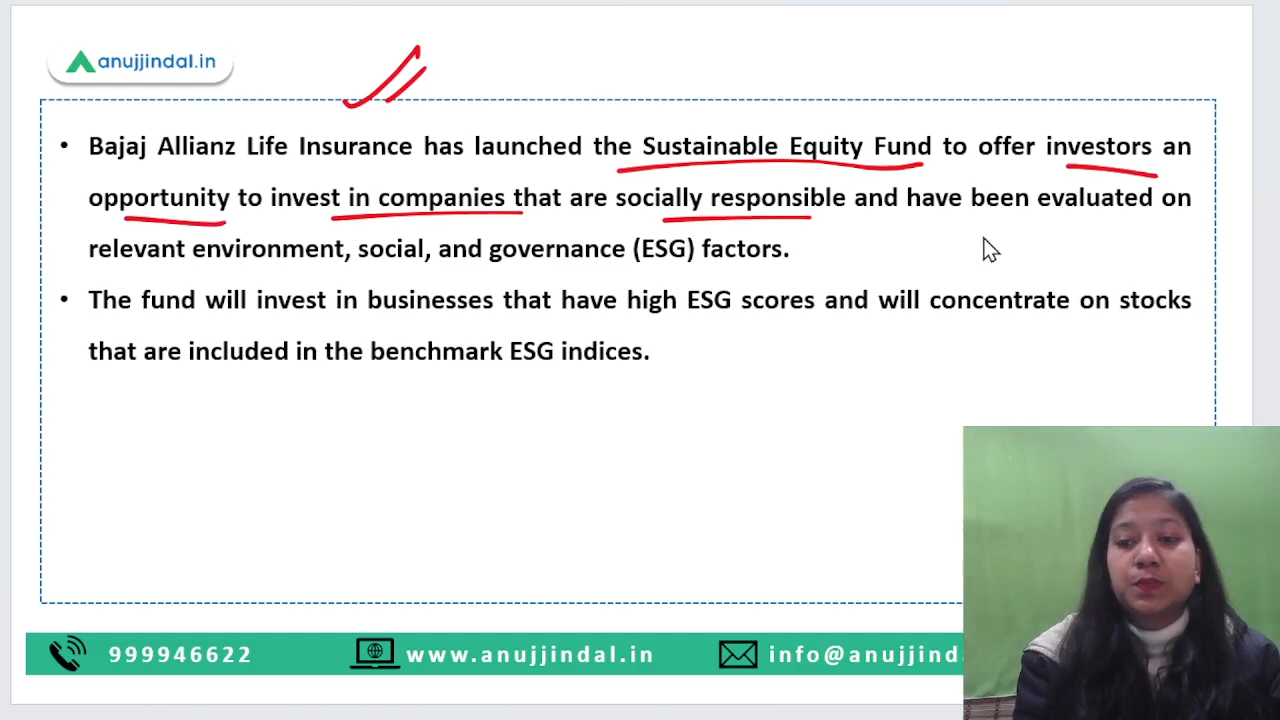 anujjindal.in
• Bajaj Allianz Life Insurance has launched the Sustainable Equity Fund to offer investors an
opportunity to invest in companies that are socially responsible and have been evaluated on
relevant environment, social, and governance (ESG) factors.
• The fund will invest in businesses that have high ESG scores and will concentrate on stocks
that are included in the benchmark ESG indices.
999946622 www.anujjindal.in info@anujjind